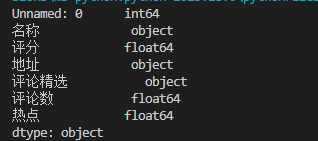 Unnamed: 0 int64
名称 object
评分 float64
地址 object
评论精选 object
评论数 float64
热点 float64
dtype: object